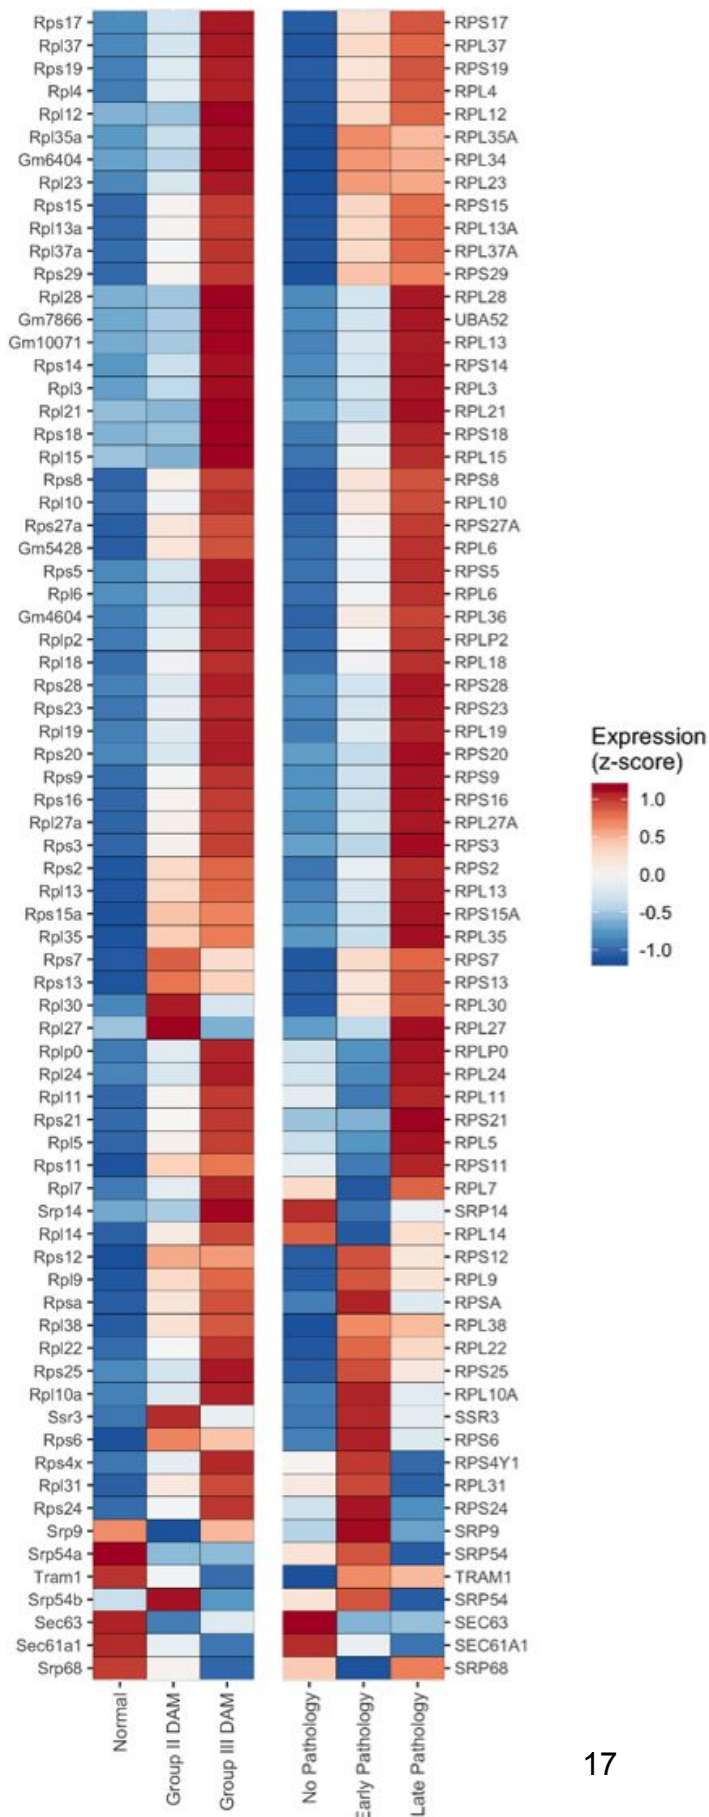 Rps17 RPS17
Rpl37 RPL37
Rps19 RPS19
Rpl4 RPL4
Rpl12 RPL12
Rpl35a RPL35A
Gm6404 RPL34
Rpl23 RPL23
Rps15 RPS15
Rpl13a RPL13A
Rpl37a RPL37A
Rps29 RPS29
Rpl28 RPL28
Gm7866 UBA52
Gm10071 RPL13
Rps14 RPS14
Rpl3 RPL3
Rpl21 RPL21
Rps18 RPS18
Rpl15 RPL15
Rps8 RPS8
Rpl10 RPL10
Rps27a RPS27A
Gm5428 RPL6
Rps5 RPS5
Rpl6 RPL6
Gm4604 RPL36
Rplp2 RPLP2
Rpl18 RPL18
Rps28 RPS28
Rps23 RPS23
Rpl19 RPL19
Rps20 RPS20
Rps9 RPS9
Rps16 RPS16
Rpl27a RPL27A
Rps3 RPS3
Rps2 RPS2
Rpl13 RPL13
Rps15a RPS15A
Rpl35 RPL35
Rps7 RPS7
Rps13 RPS13
Rpl30 RPL30
Rpl27 RPL27
Rplp0 RPLP0
Rpl24 RPL24
Rpl11 RPL11
Rps21 RPS21
Rpl5 RPL5
Rps11 RPS11
Rpl7 RPL7
Srp14 SRP14
Rpl14 RPL14
Rps12 RPS12
Rpl9 RPL9
Rpsa RPSA
Rpl38 RPL38
Rpl22 RPL22
Rps25 RPS25
Rpl10a RPL10A
Ssr3 SSR3
Rps6 RPS6
Rps4x RPS4Y1
Rpl31 RPL31
Rps24 RPS24
Srp9 SRP9
Srp54a SRP54
Tram1 TRAM1
Srp54b SRP54
Sec63 SEC63
Sec61a1 SEC61A1
Srp68 SRP68
Normal
Group II DAM
Group III DAM
No Pathology
Early Pathology
Late Pathology
Expression
(z-score)
1.0
0.5
0.0
-0.5
-1.0
17